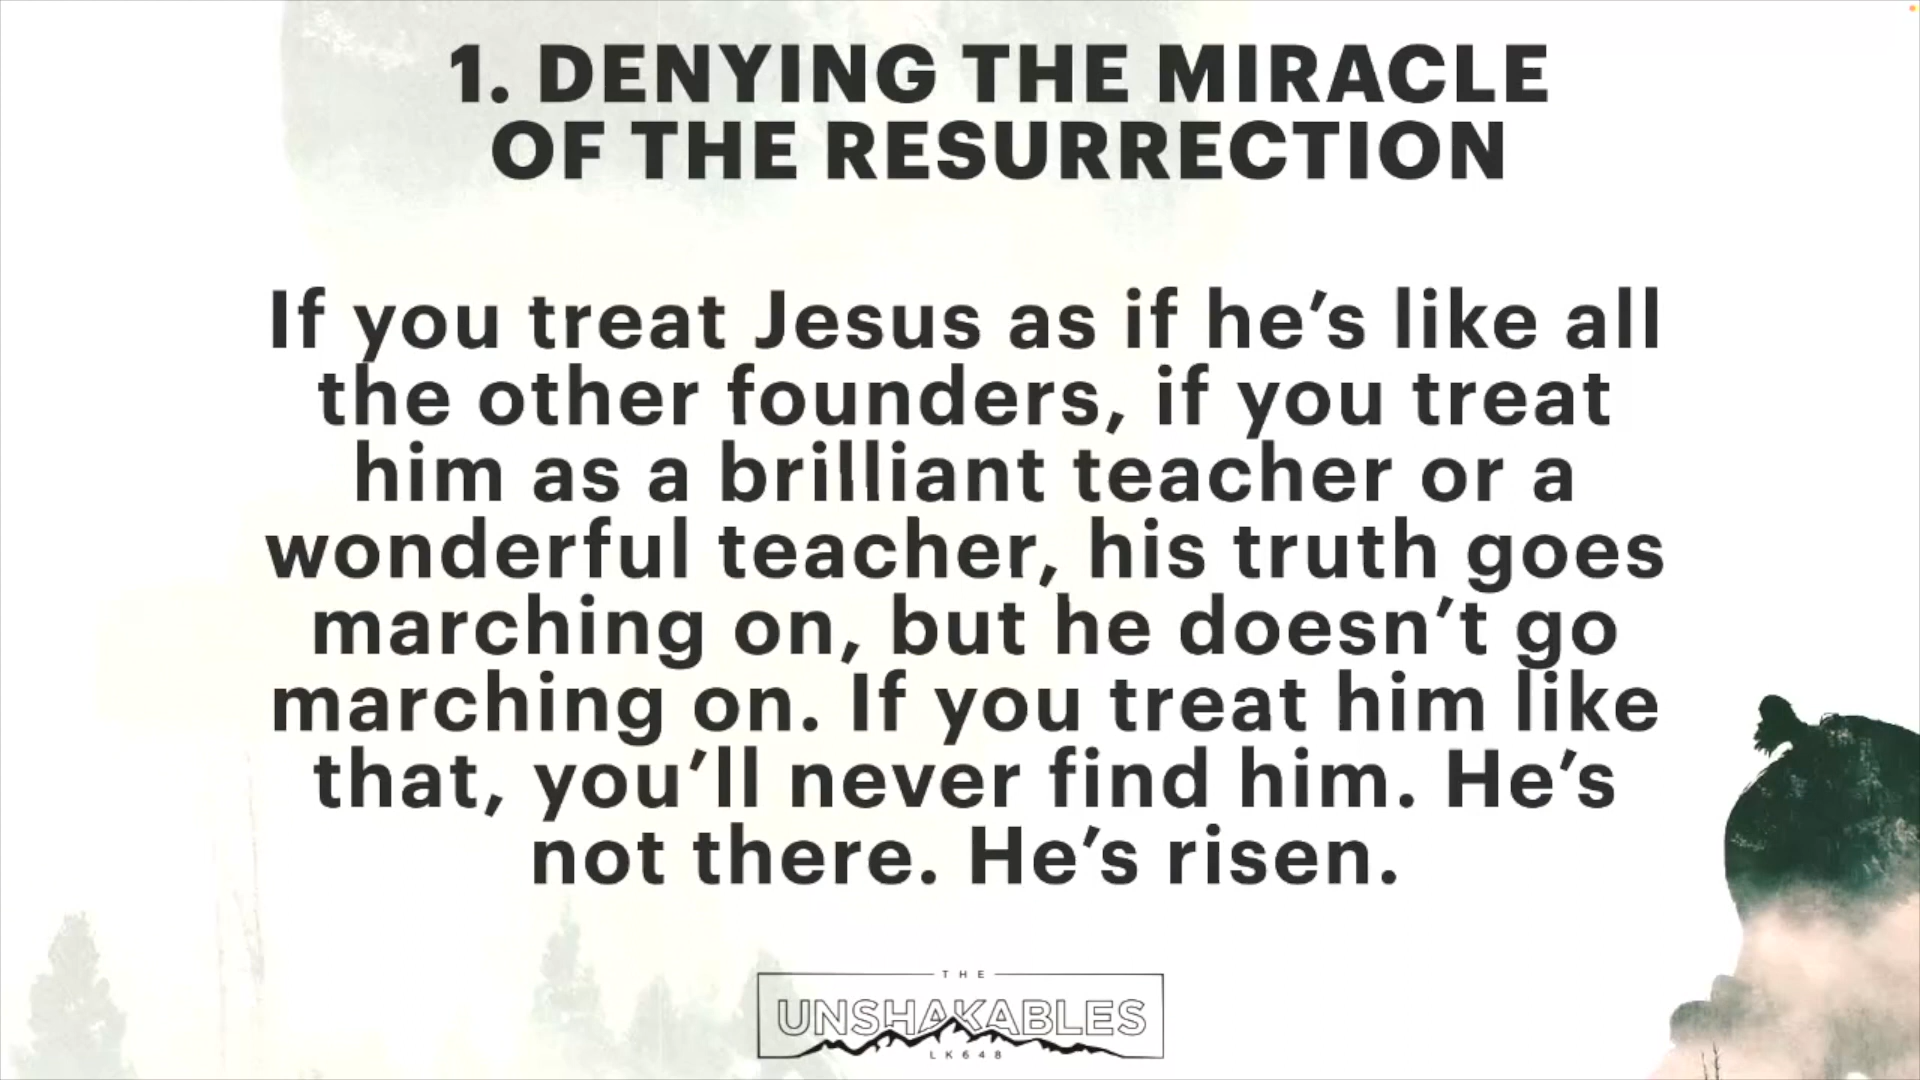 1. DENYING THE MIRACLE
OF THE RESURRECTION
If you treat Jesus as if he’s like all
the other founders, if you treat
him as a brilliant teacher or a
wonderful teacher, his truth goes
marching on, but he doesn’t go
marching on. If you treat him like
that, you’ll never find him. He’s
not there. He’s risen.
THE
UNSHAKABLES
LK648